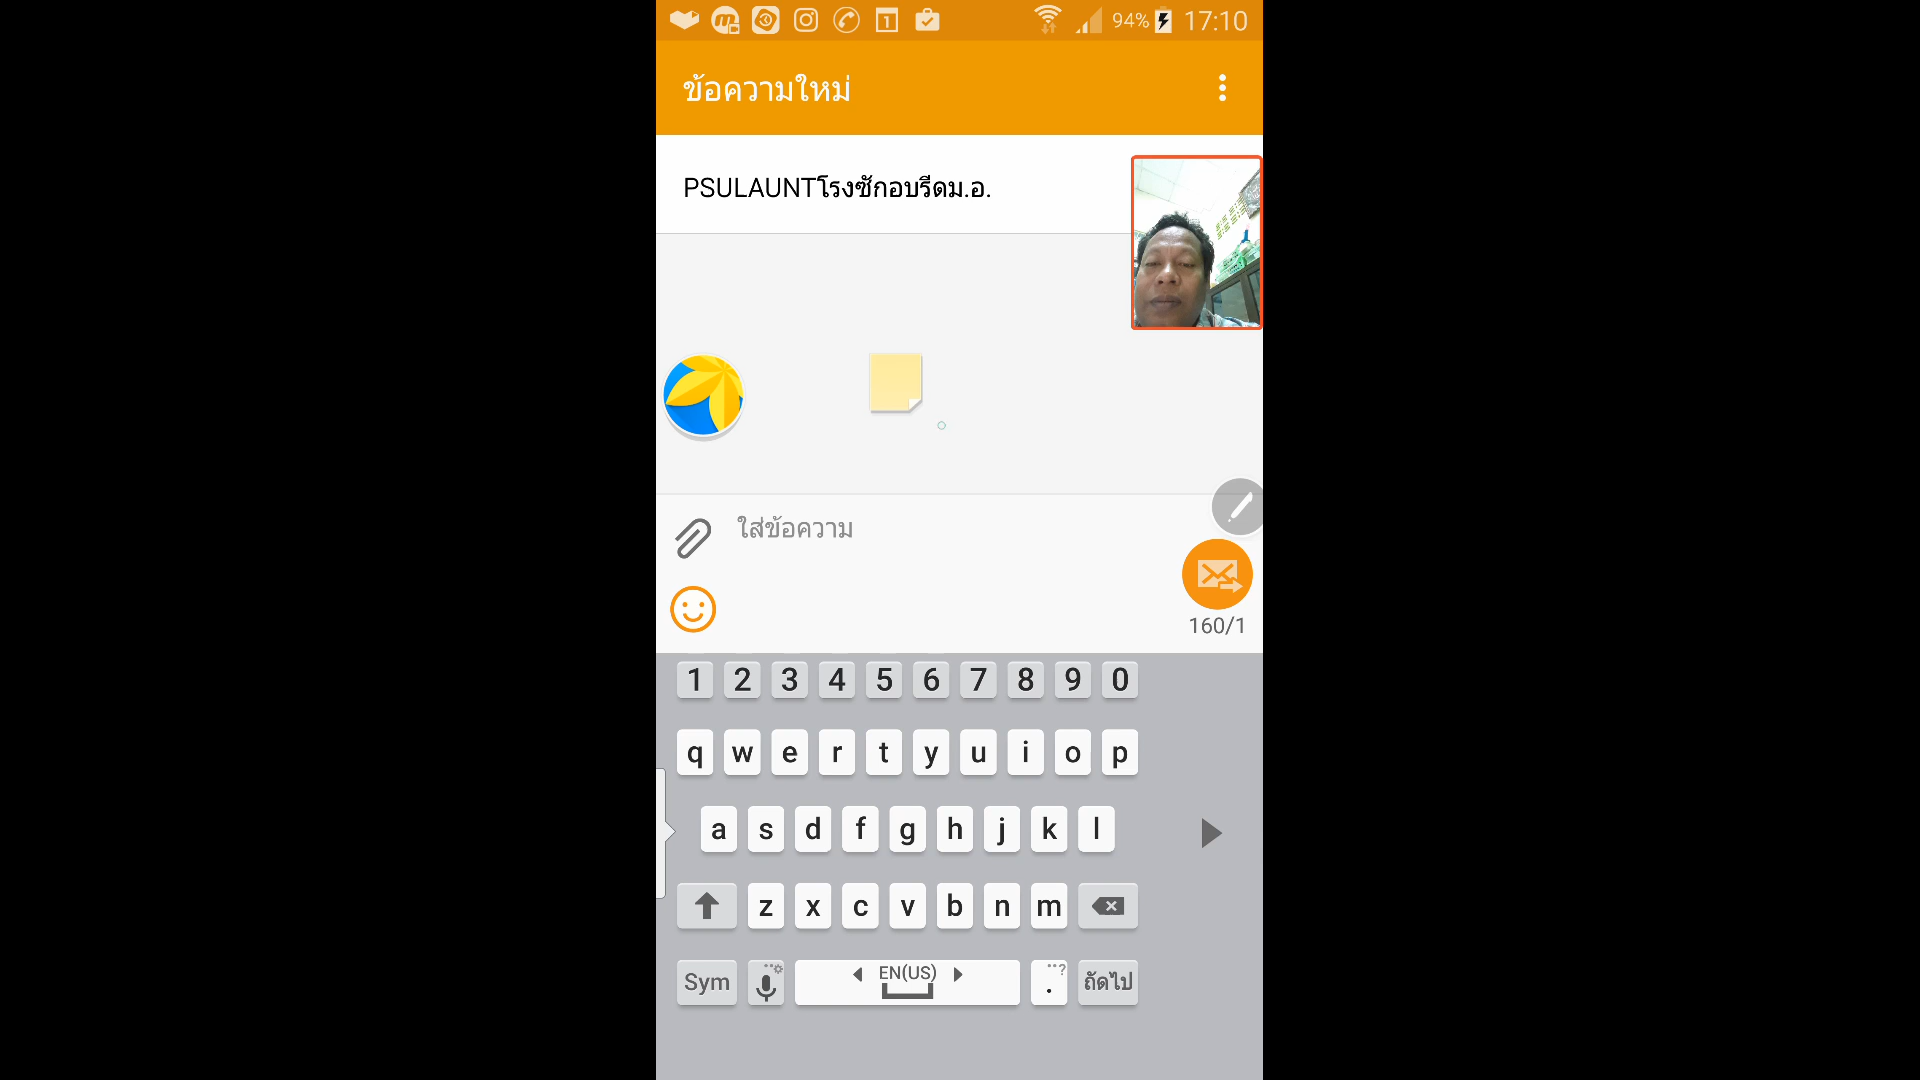 1 94% 17:10
ข้อความใหม่
PSULAUNTโรงซักอบรีดม.อ.
ใส่ข้อความ
160/1
1 2 3 4 5 6 7 8 9 0
q w e r t y u i o p
a s d f g h j k l
z x c v b n m
Sym EN(US) . ถัดไป